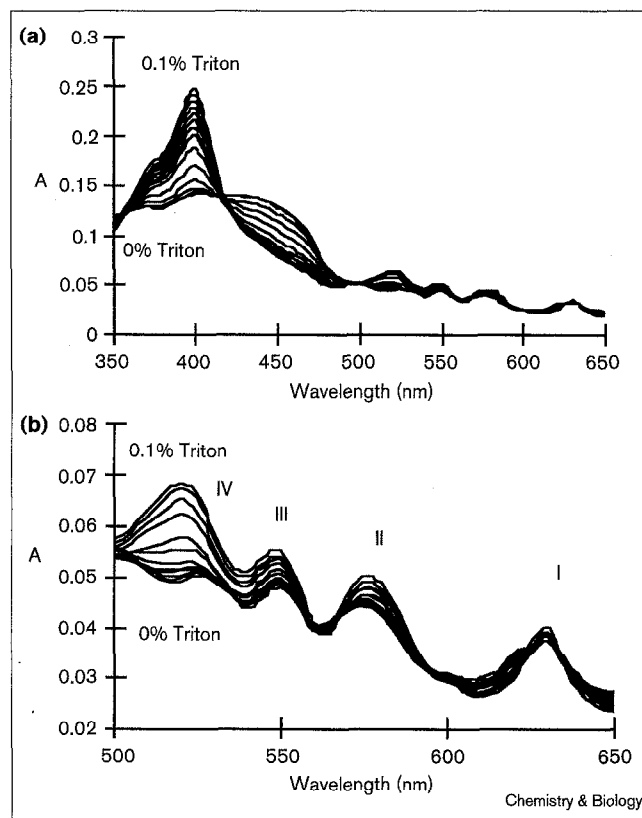 (a)
0.3
0.1% Triton
0.25
0.2
A
0.15
0.1
0% Triton
0.05
0
350 400 450 500 550 600 650
Wavelength (nm)
(b)
0.08
0.1% Triton
0.07
IV
III
II
0.06
I
A
0.05
0.04
0% Triton
0.03
0.02
500 550 600 650
Wavelength (nm)
Chemistry & Biology